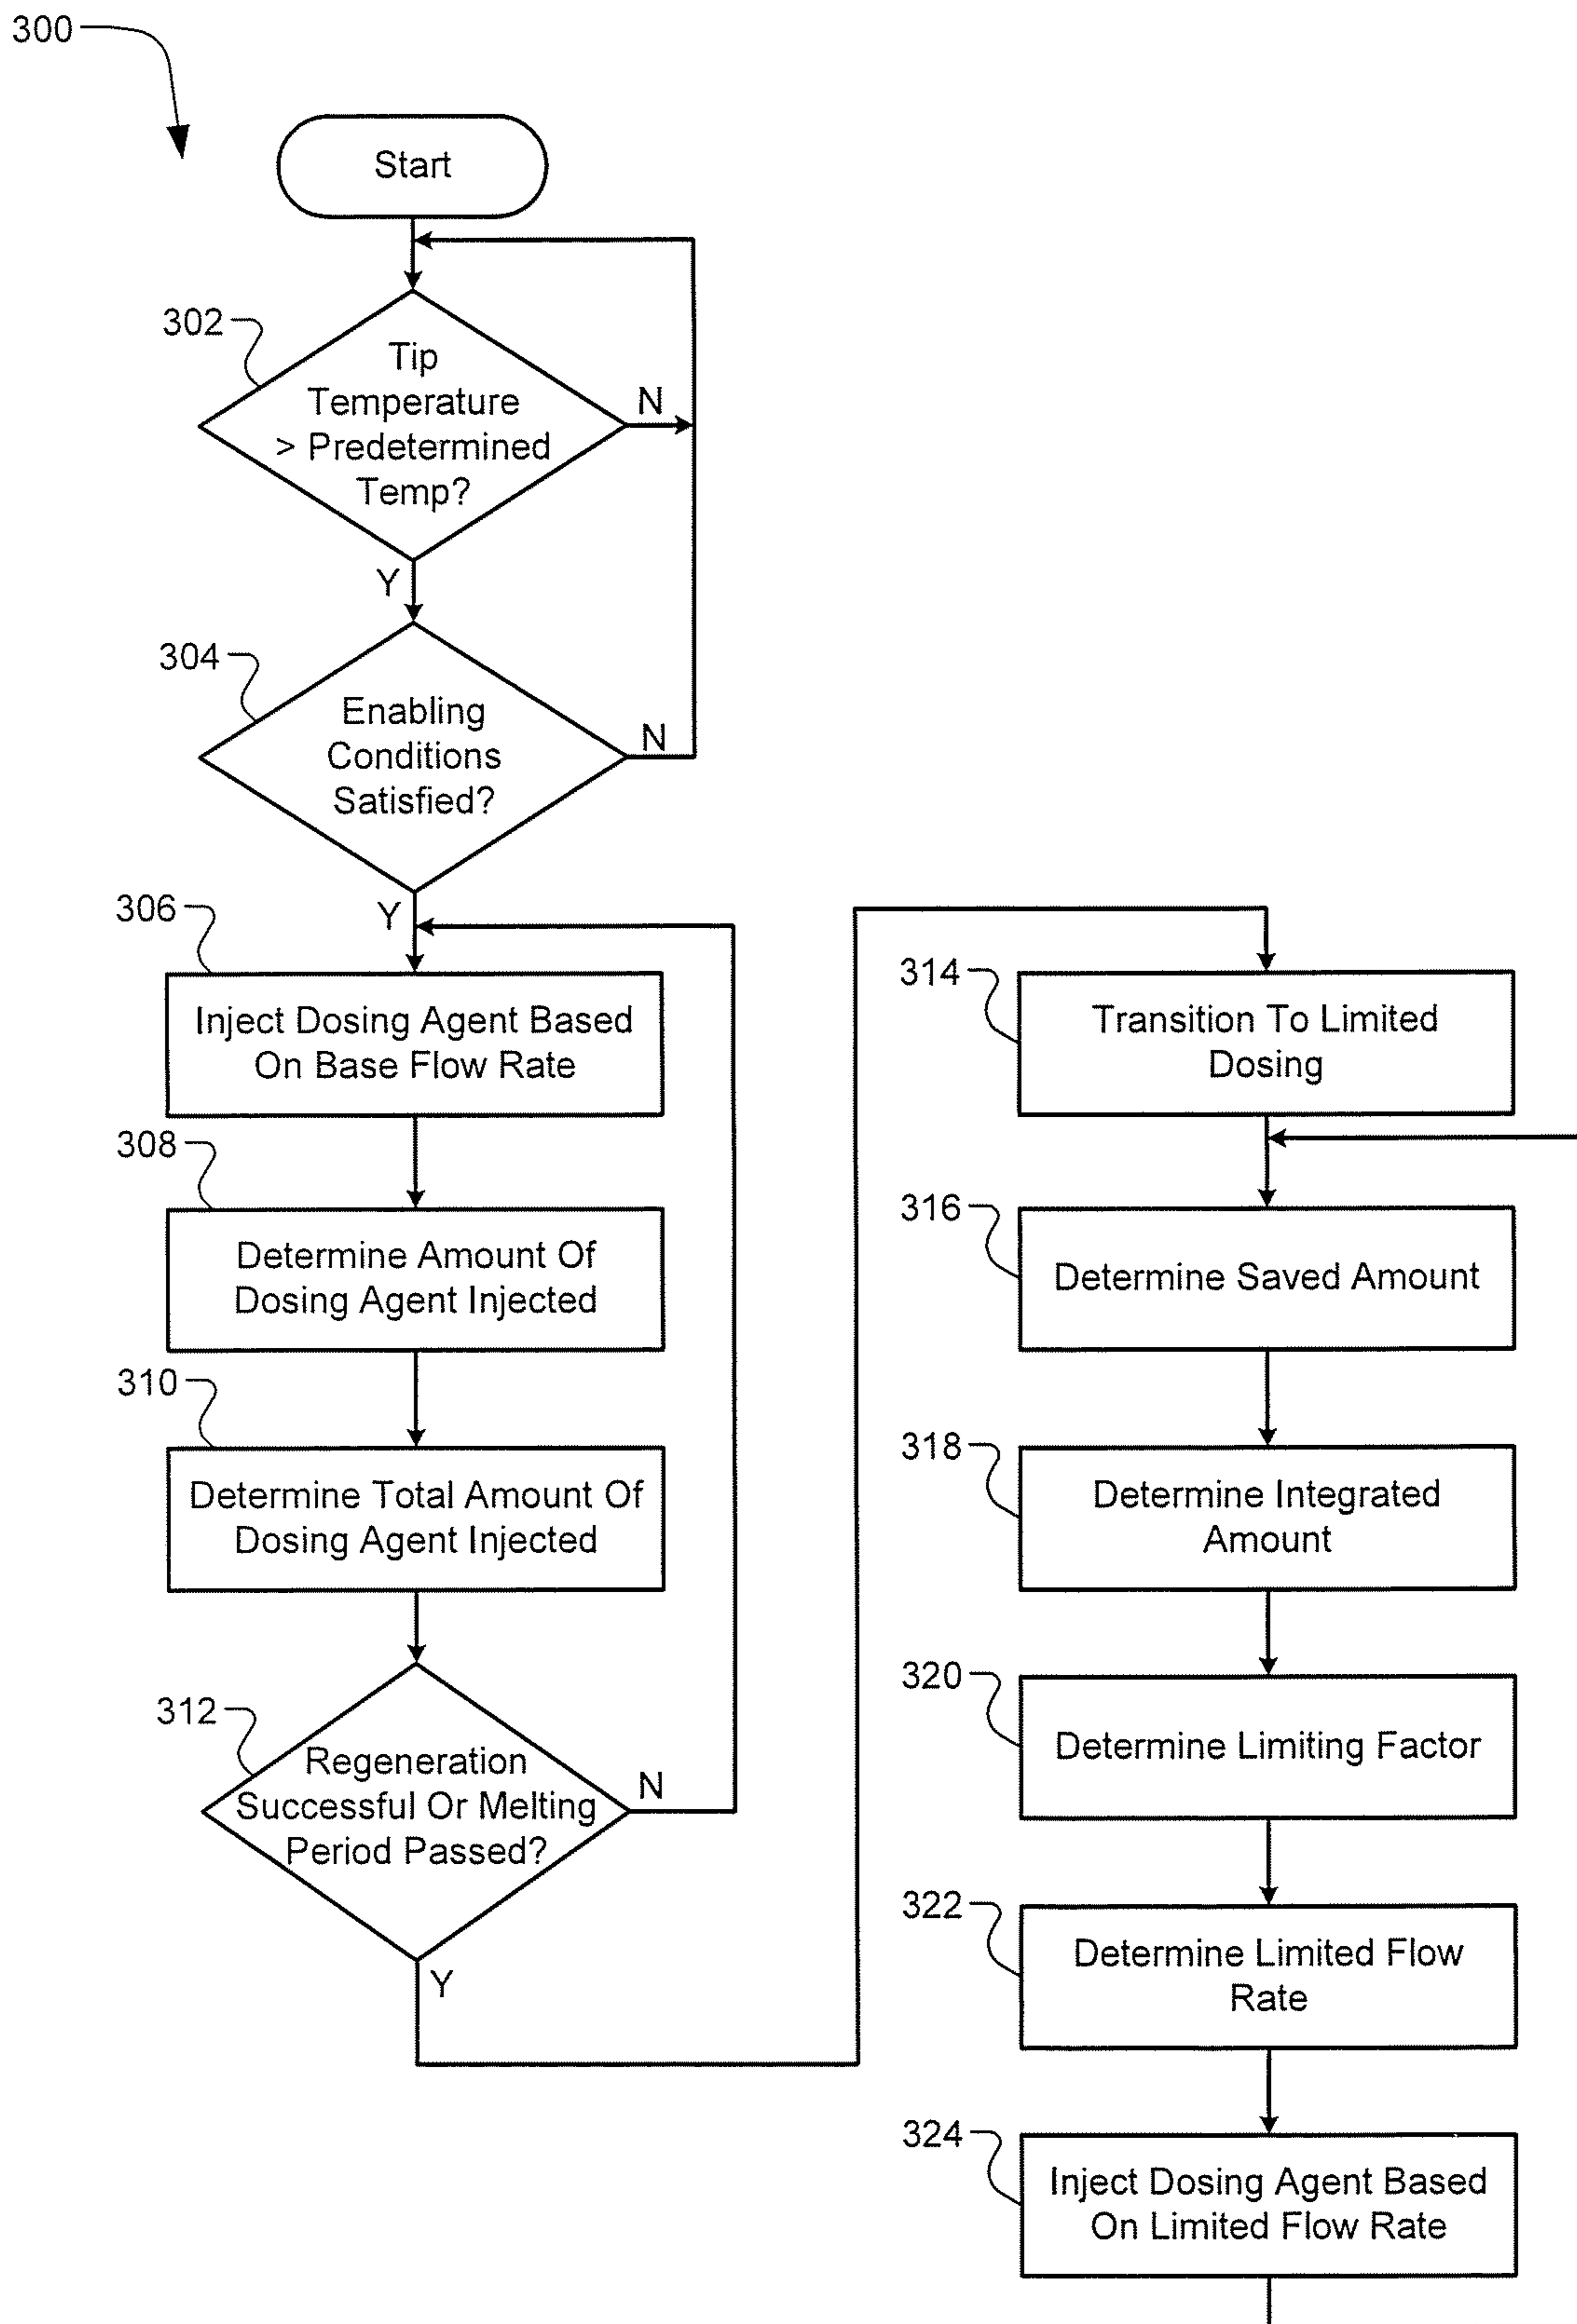 300
Start
302
Tip
Temperature
> Predetermined
Temp?
N
Y
304
Enabling
Conditions
Satisfied?
N
Y
306
Inject Dosing Agent Based
On Base Flow Rate
308
Determine Amount Of
Dosing Agent Injected
310
Determine Total Amount Of
Dosing Agent Injected
312
Regeneration
Successful Or Melting
Period Passed?
N
Y
314
Transition To Limited
Dosing
316
Determine Saved Amount
318
Determine Integrated
Amount
320
Determine Limiting Factor
322
Determine Limited Flow
Rate
324
Inject Dosing Agent Based
On Limited Flow Rate